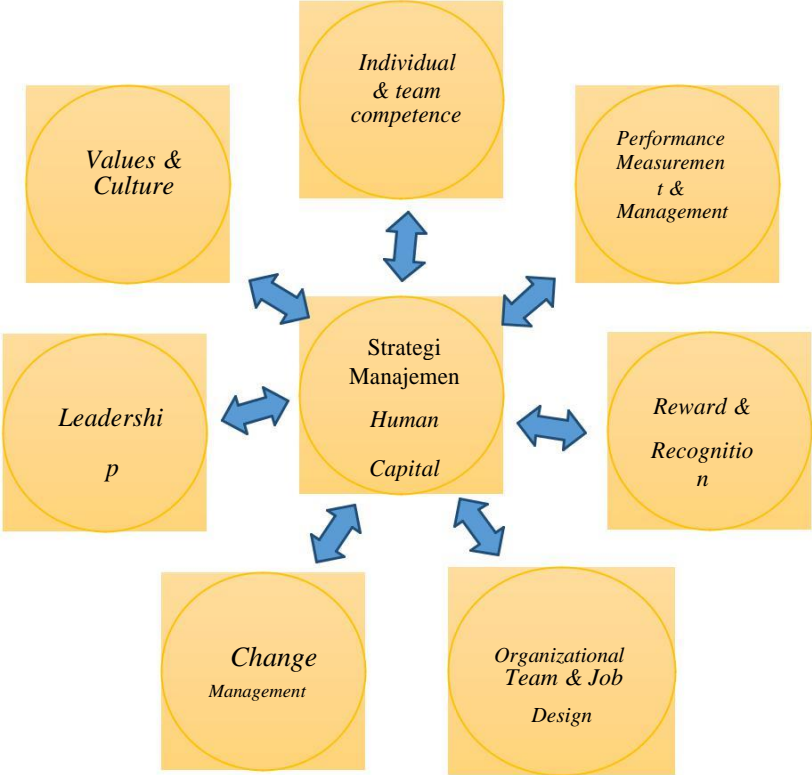 Individual
& team
competence
Values &
Culture
Performance
Measuremen
t &
Management
Strategi
Manajemen
Human
Capital
Leadershi
p
Reward &
Recognitio
n
Change
Management
Organizational
Team & Job
Design